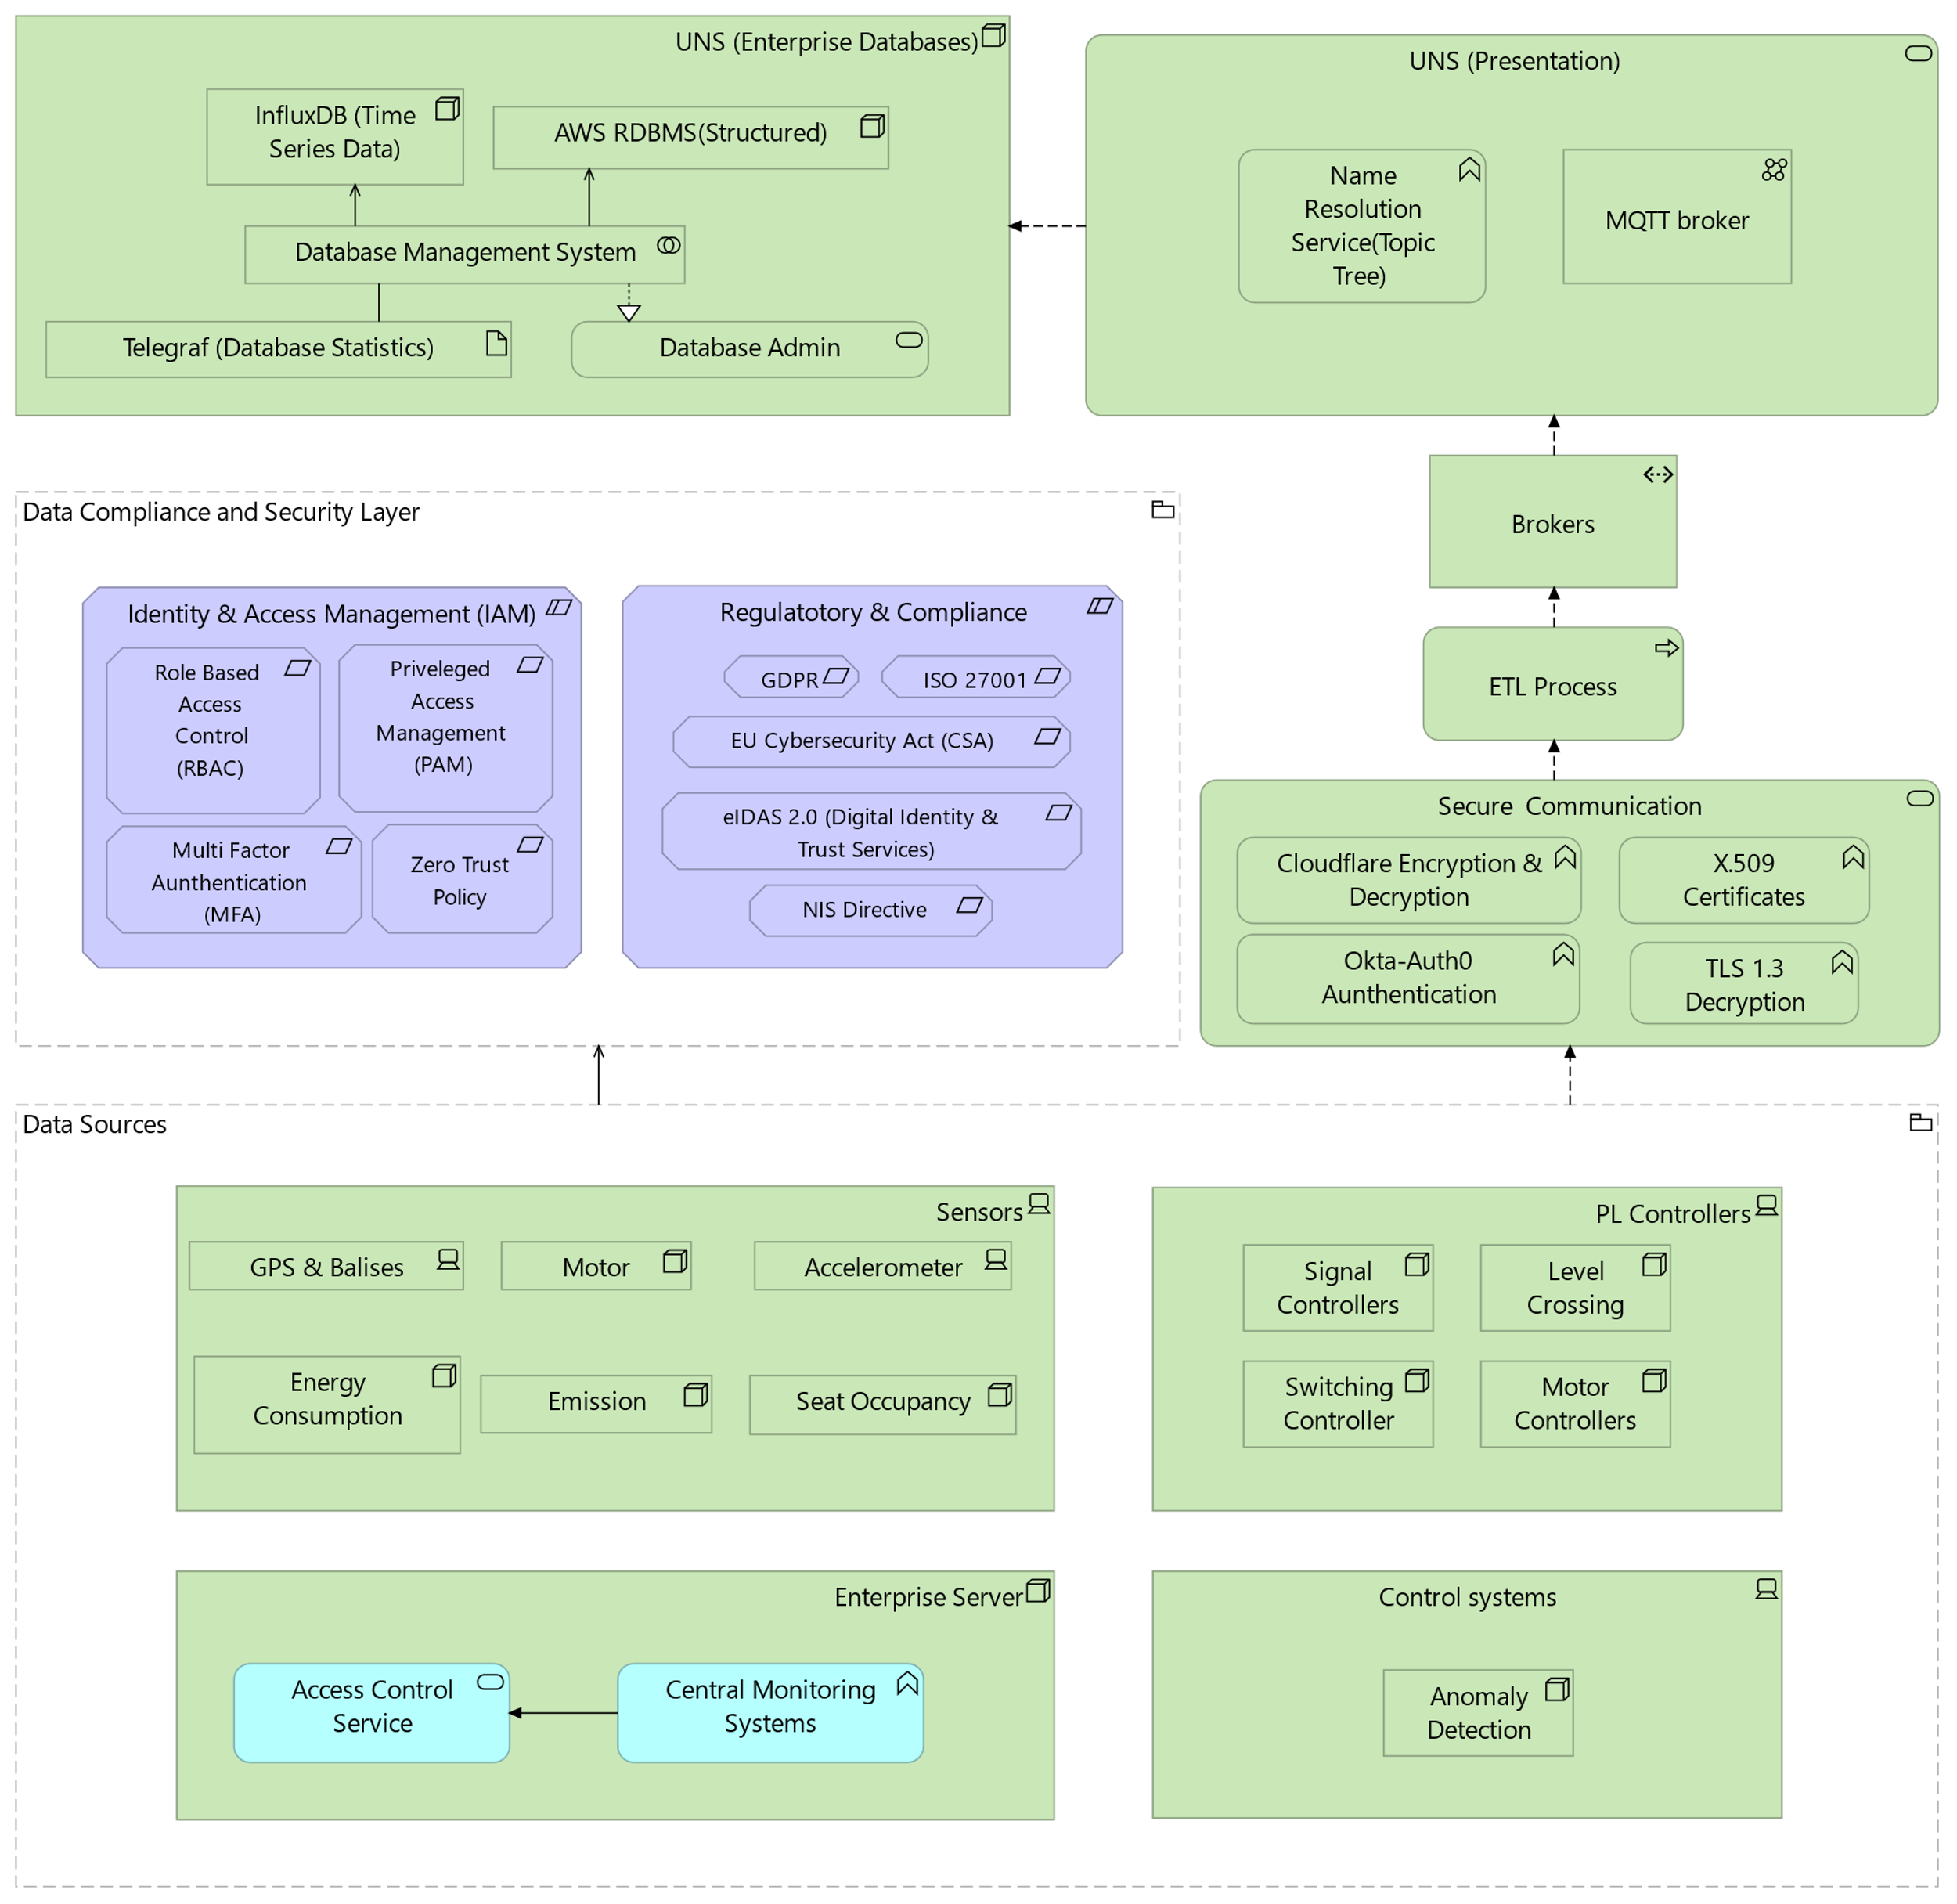 UNS (Enterprise Databases)
InfluxDB (Time
Series Data)
AWS RDBMS(Structured)
Database Management System
Telegraf (Database Statistics)
Database Admin
UNS (Presentation)
Name
Resolution
Service(Topic
Tree)
MQTT broker
Brokers
ETL Process
Data Compliance and Security Layer
Identity & Access Management (IAM)
Role Based
Access
Control
(RBAC)
Priveleged
Access
Management
(PAM)
Multi Factor
Aunthentication
(MFA)
Zero Trust
Policy
Regulatotory & Compliance
GDPR
ISO 27001
EU Cybersecurity Act (CSA)
eIDAS 2.0 (Digital Identity &
Trust Services)
NIS Directive
Secure  Communication
Cloudflare Encryption &
Decryption
X.509
Certificates
Okta-Auth0
Aunthentication
TLS 1.3
Decryption
Data Sources
Sensors
GPS & Balises
Motor
Accelerometer
Energy
Consumption
Emission
Seat Occupancy
PL Controllers
Signal
Controllers
Level
Crossing
Switching
Controller
Motor
Controllers
Enterprise Server
Access Control
Service
Central Monitoring
Systems
Control systems
Anomaly
Detection